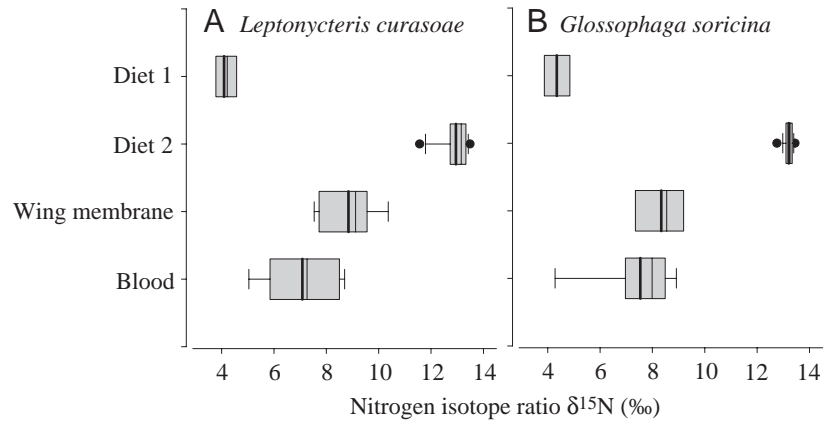 A Leptonycteris curasoae
B Glossophaga soricina
Diet 1
Diet 2
Wing membrane
Blood
4 6 8 10 12 14
4 6 8 10 12 14
Nitrogen isotope ratio δ¹⁵N (‰)